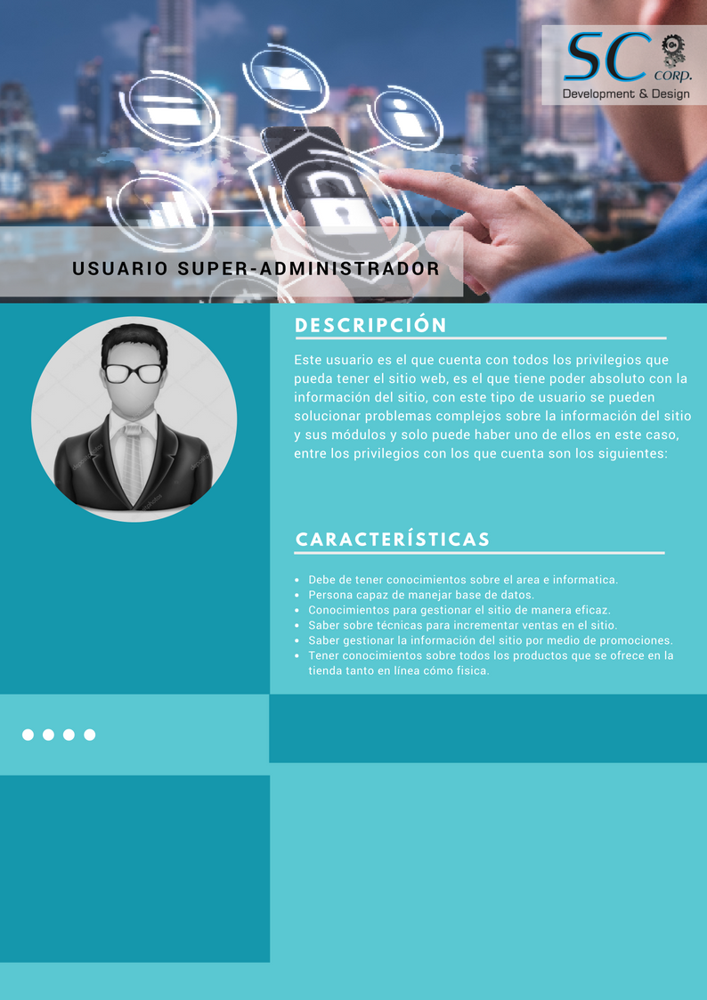 SC
CORP.
Development & Design
USUARIO SUPER-ADMINISTRADOR
DESCRIPCIÓN
Este usuario es el que cuenta con todos los privilegios que
pueda tener el sitio web, es el que tiene poder absoluto con la
información del sitio, con este tipo de usuario se pueden
solucionar problemas complejos sobre la información del sitio
y sus módulos y solo puede haber uno de ellos en este caso,
entre los privilegios con los que cuenta son los siguientes:
CARACTERÍSTICAS
• Debe de tener conocimientos sobre el area e informatica.
• Persona capaz de manejar base de datos.
• Conocimientos para gestionar el sitio de manera eficaz.
• Saber sobre técnicas para incrementar ventas en el sitio.
• Saber gestionar la información del sitio por medio de promociones.
• Tener conocimientos sobre todos los productos que se ofrece en la
tienda tanto en línea cómo fisica.